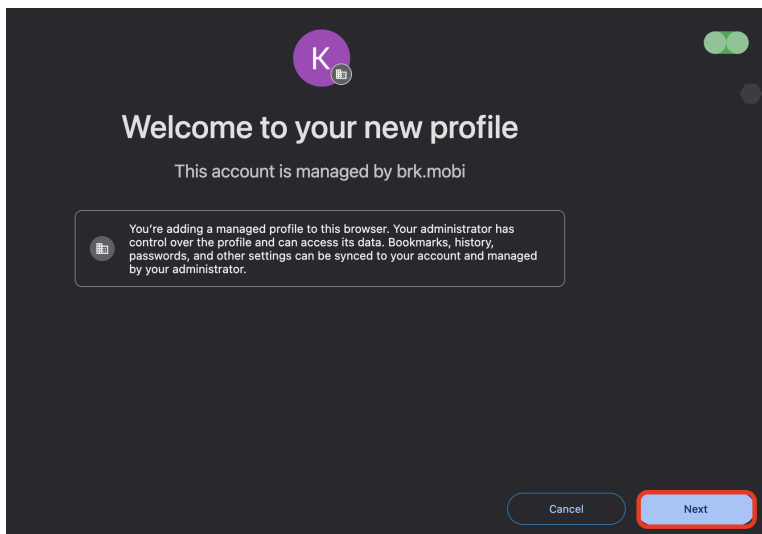 K
Welcome to your new profile
This account is managed by brk.mobi
You’re adding a managed profile to this browser. Your administrator has
control over the profile and can access its data. Bookmarks, history,
passwords, and other settings can be synced to your account and managed
by your administrator.
Cancel
Next